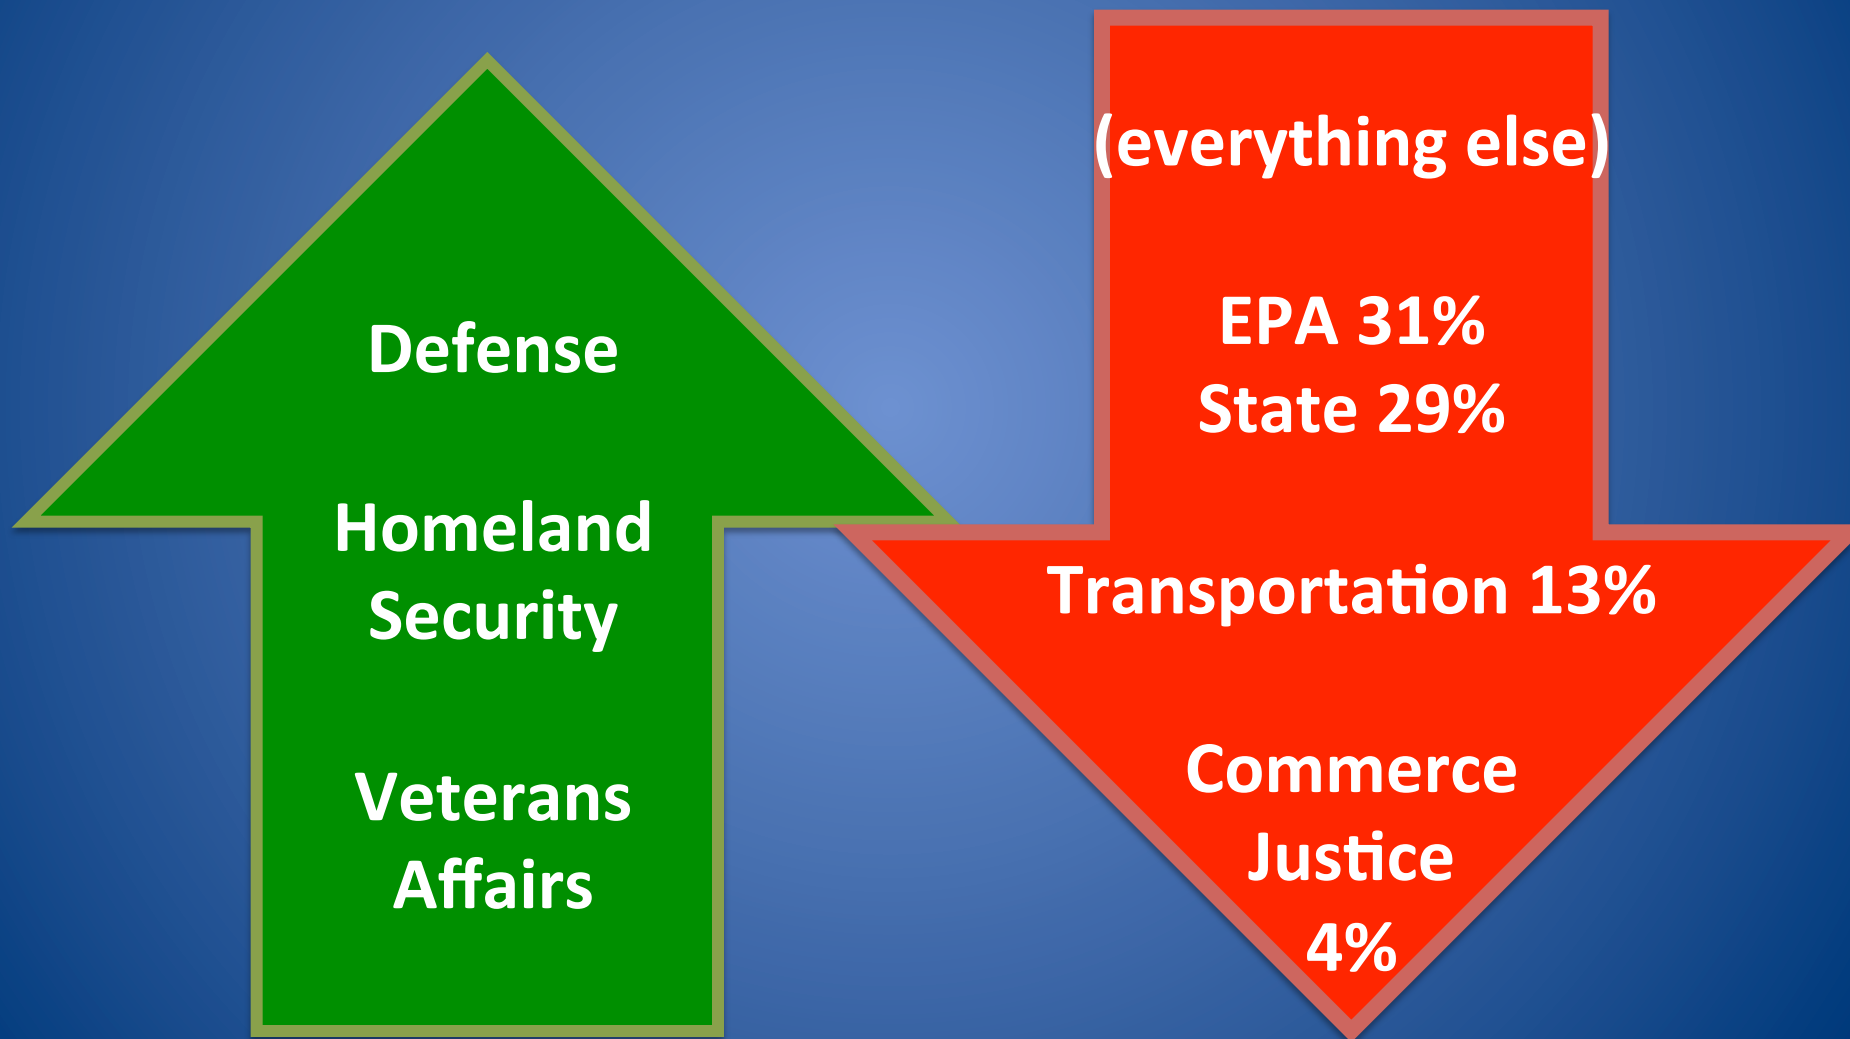 Defense
Homeland
Security
Veterans
Affairs
(everything else)
EPA 31%
State 29%
Transportation 13%
Commerce
Justice
4%